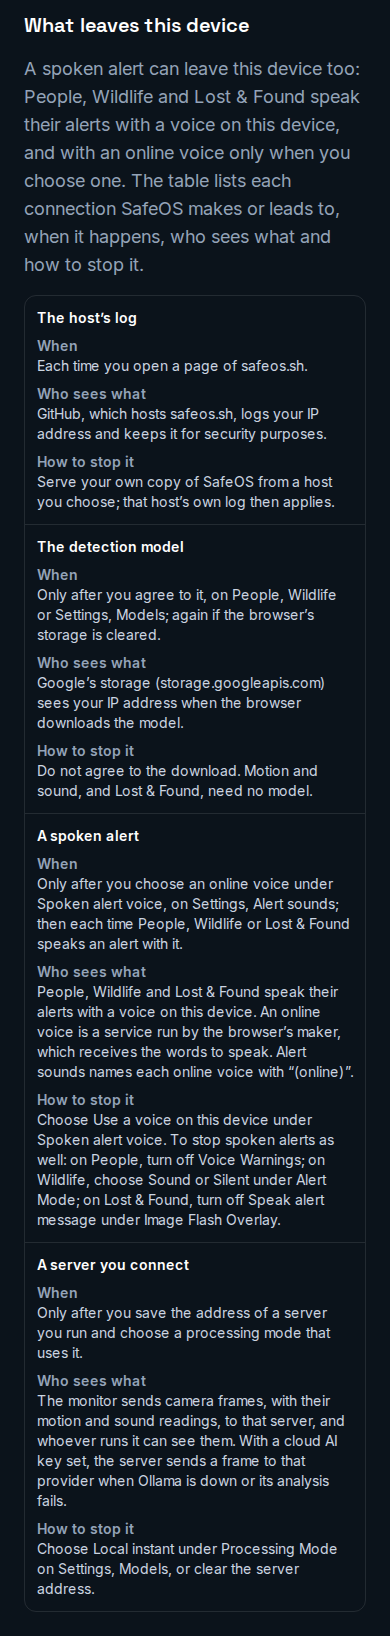 What leaves this device
A spoken alert can leave this device too:
People, Wildlife and Lost & Found speak
their alerts with a voice on this device,
and with an online voice only when you
choose one. The table lists each
connection SafeOS makes or leads to,
when it happens, who sees what and
how to stop it.
The host’s log
When
Each time you open a page of safeos.sh.
Who sees what
GitHub, which hosts safeos.sh, logs your IP
address and keeps it for security purposes.
How to stop it
Serve your own copy of SafeOS from a host
you choose; that host’s own log then applies.
The detection model
When
Only after you agree to it, on People, Wildlife
or Settings, Models; again if the browser’s
storage is cleared.
Who sees what
Google’s storage (storage.googleapis.com)
sees your IP address when the browser
downloads the model.
How to stop it
Do not agree to the download. Motion and
sound, and Lost & Found, need no model.
A spoken alert
When
Only after you choose an online voice under
Spoken alert voice, on Settings, Alert sounds;
then each time People, Wildlife or Lost & Found
speaks an alert with it.
Who sees what
People, Wildlife and Lost & Found speak their
alerts with a voice on this device. An online
voice is a service run by the browser’s maker,
which receives the words to speak. Alert
sounds names each online voice with “(online)”.
How to stop it
Choose Use a voice on this device under
Spoken alert voice. To stop spoken alerts as
well: on People, turn off Voice Warnings; on
Wildlife, choose Sound or Silent under Alert
Mode; on Lost & Found, turn off Speak alert
message under Image Flash Overlay.
A server you connect
When
Only after you save the address of a server
you run and choose a processing mode that
uses it.
Who sees what
The monitor sends camera frames, with their
motion and sound readings, to that server, and
whoever runs it can see them. With a cloud AI
key set, the server sends a frame to that
provider when Ollama is down or its analysis
fails.
How to stop it
Choose Local instant under Processing Mode
on Settings, Models, or clear the server
address.